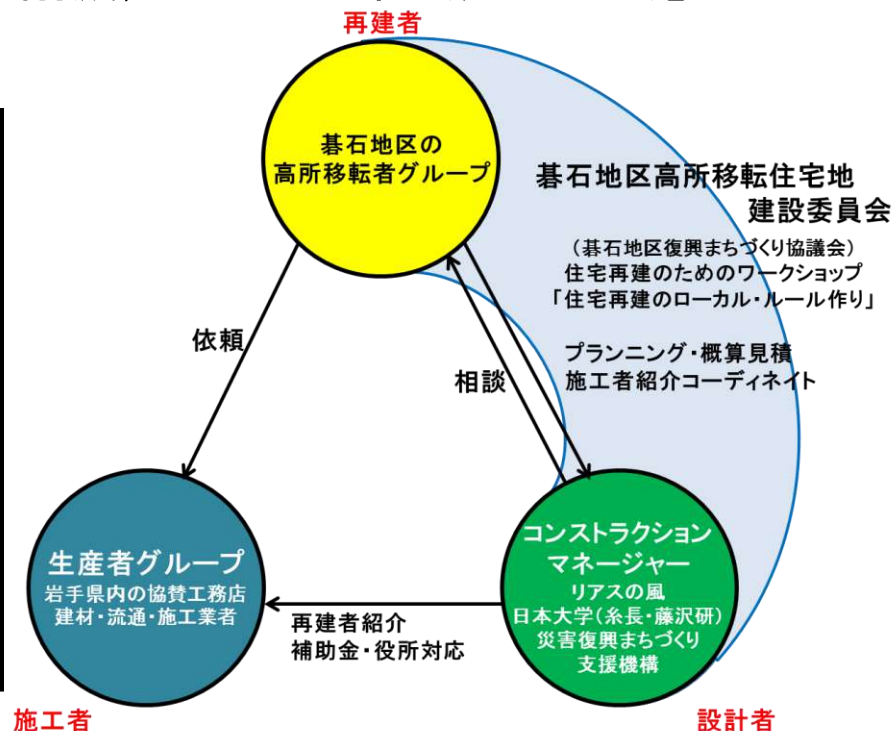 再建者
碁石地区の
高所移転者グループ
碁石地区高所移転住宅地
建設委員会
（碁石地区復興まちづくり協議会）
住宅再建のためのワークショップ
「住宅再建のローカル・ルール作り」
プランニング・概算見積
施工者紹介コーディネイト
依頼
相談
生産者グループ
岩手県内の協賛工務店
建材・流通・施工業者
再建者紹介
補助金・役所対応
コンストラクション
マネージャー
リアスの風
日本大学（糸長・藤沢研）
災害復興まちづくり
支援機構
施工者
設計者